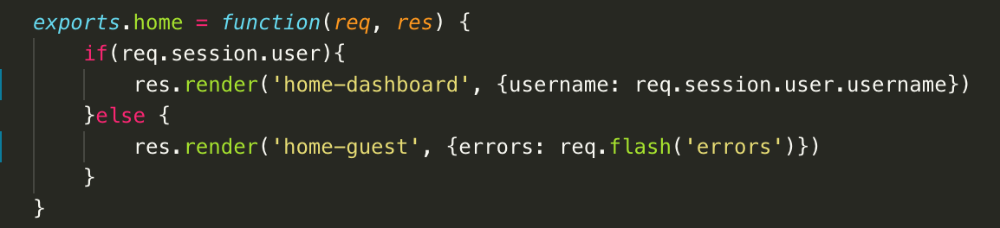 exports.home = function(req, res) {
    if(req.session.user){
        res.render('home-dashboard', {username: req.session.user.username})
    }else {
        res.render('home-guest', {errors: req.flash('errors')})
    }
}